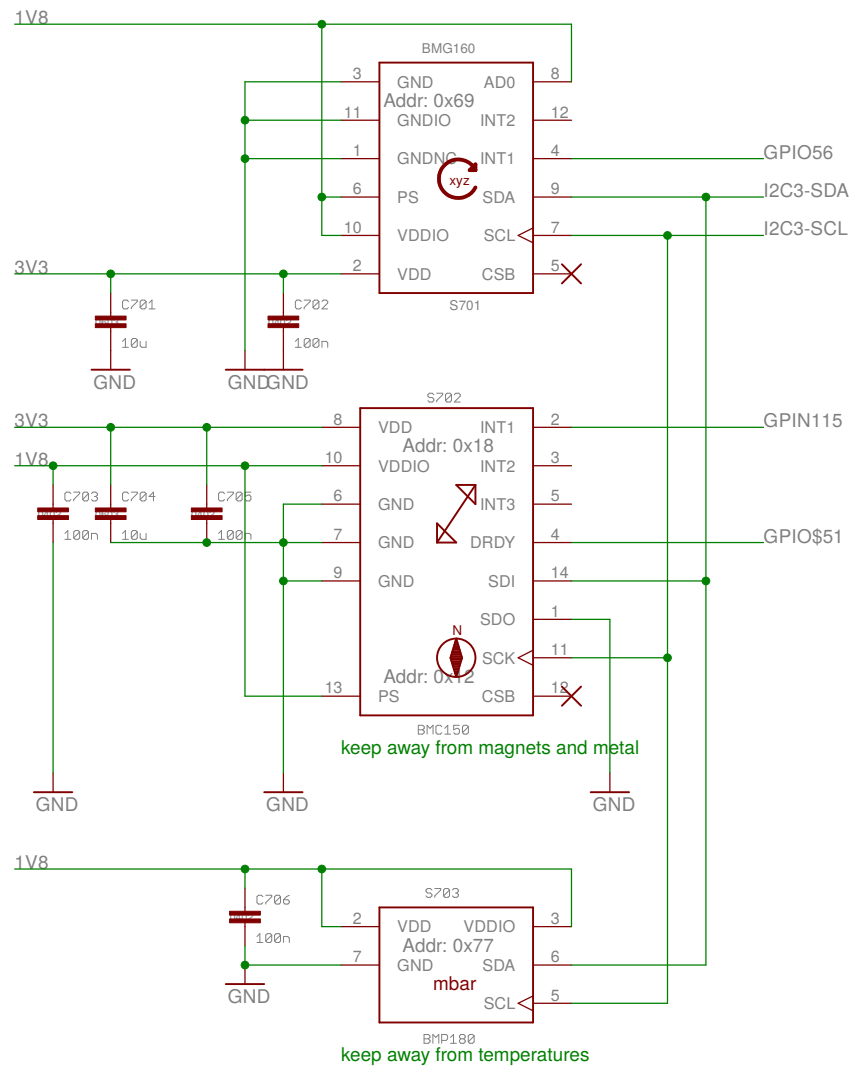 1V8
BMG160
3 GND AD0 8
Addr: 0x69
11 GNDIO INT2 12
1 GNDNC INT1 4 GPIO56
xyz
6 PS SDA 9 I2C3-SDA
10 VDDIO SCL 7 I2C3-SCL
3V3 2 VDD CSB 5
C701 C702 S701
10u 100n
GND GND GND
S702
3V3 8 VDD INT1 2 GPIN115
Addr: 0x18
1V8 10 VDDIO INT2 3
C703 C704 C705 6 GND INT3 5
100n 10u 100n 7 GND DRDY 4 GPIO$51
9 GND SDI 14
SDO 1
N
SCK 11
Addr: 0x12
13 PS CSB 12
BMC150
keep away from magnets and metal
GND GND GND
1V8
C706 S703
2 VDD VDDIO 3
100n Addr: 0x77
7 GND SDA 6
GND mbar
SCL 5
BMP180
keep away from temperatures